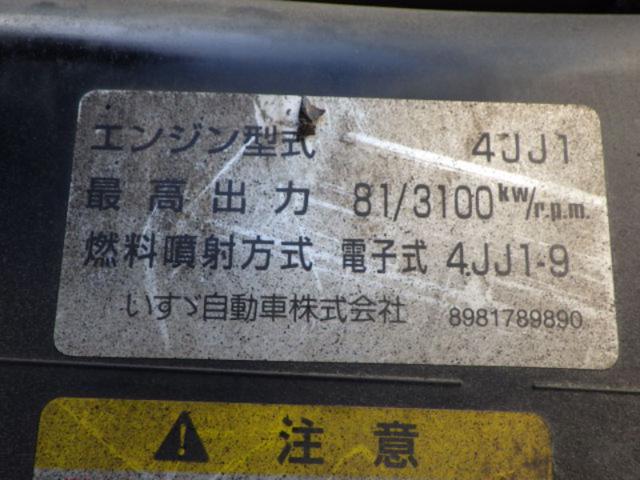 エンジン型式 4JJ1
最高出力 81/3100kw/r.p.m.
燃料噴射方式 電子式 4JJ1-9
いすゞ自動車株式会社 8981789890
注意